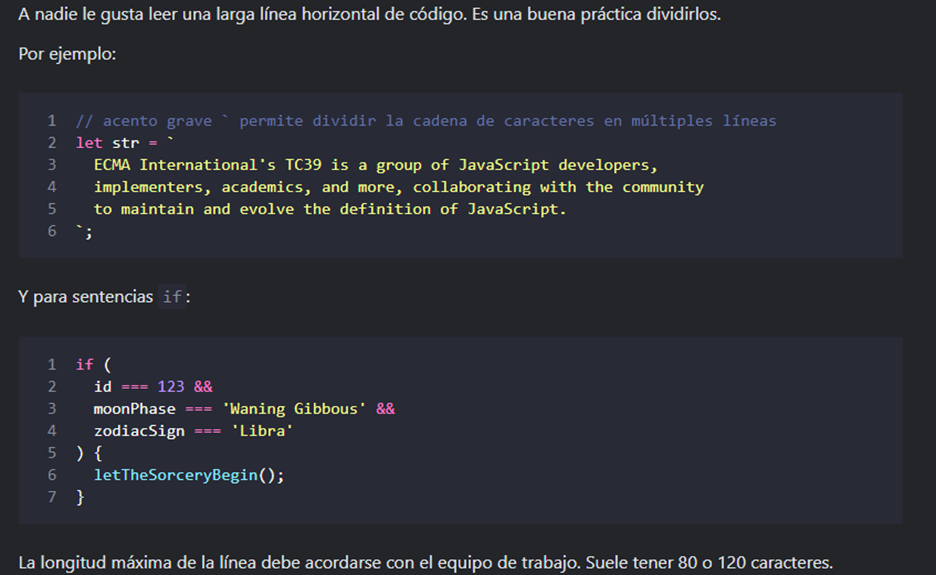 A nadie le gusta leer una larga línea horizontal de código. Es una buena práctica dividirlos.
Por ejemplo:
1 // acento grave ` permite dividir la cadena de caracteres en múltiples líneas
2 let str = `
3   ECMA International's TC39 is a group of JavaScript developers,
4   implementers, academics, and more, collaborating with the community
5   to maintain and evolve the definition of JavaScript.
6 `;
Y para sentencias if:
1 if (
2   id === 123 &&
3   moonPhase === 'Waning Gibbous' &&
4   zodiacSign === 'Libra'
5 ) {
6   letTheSorceryBegin();
7 }
La longitud máxima de la línea debe acordarse con el equipo de trabajo. Suele tener 80 o 120 caracteres.